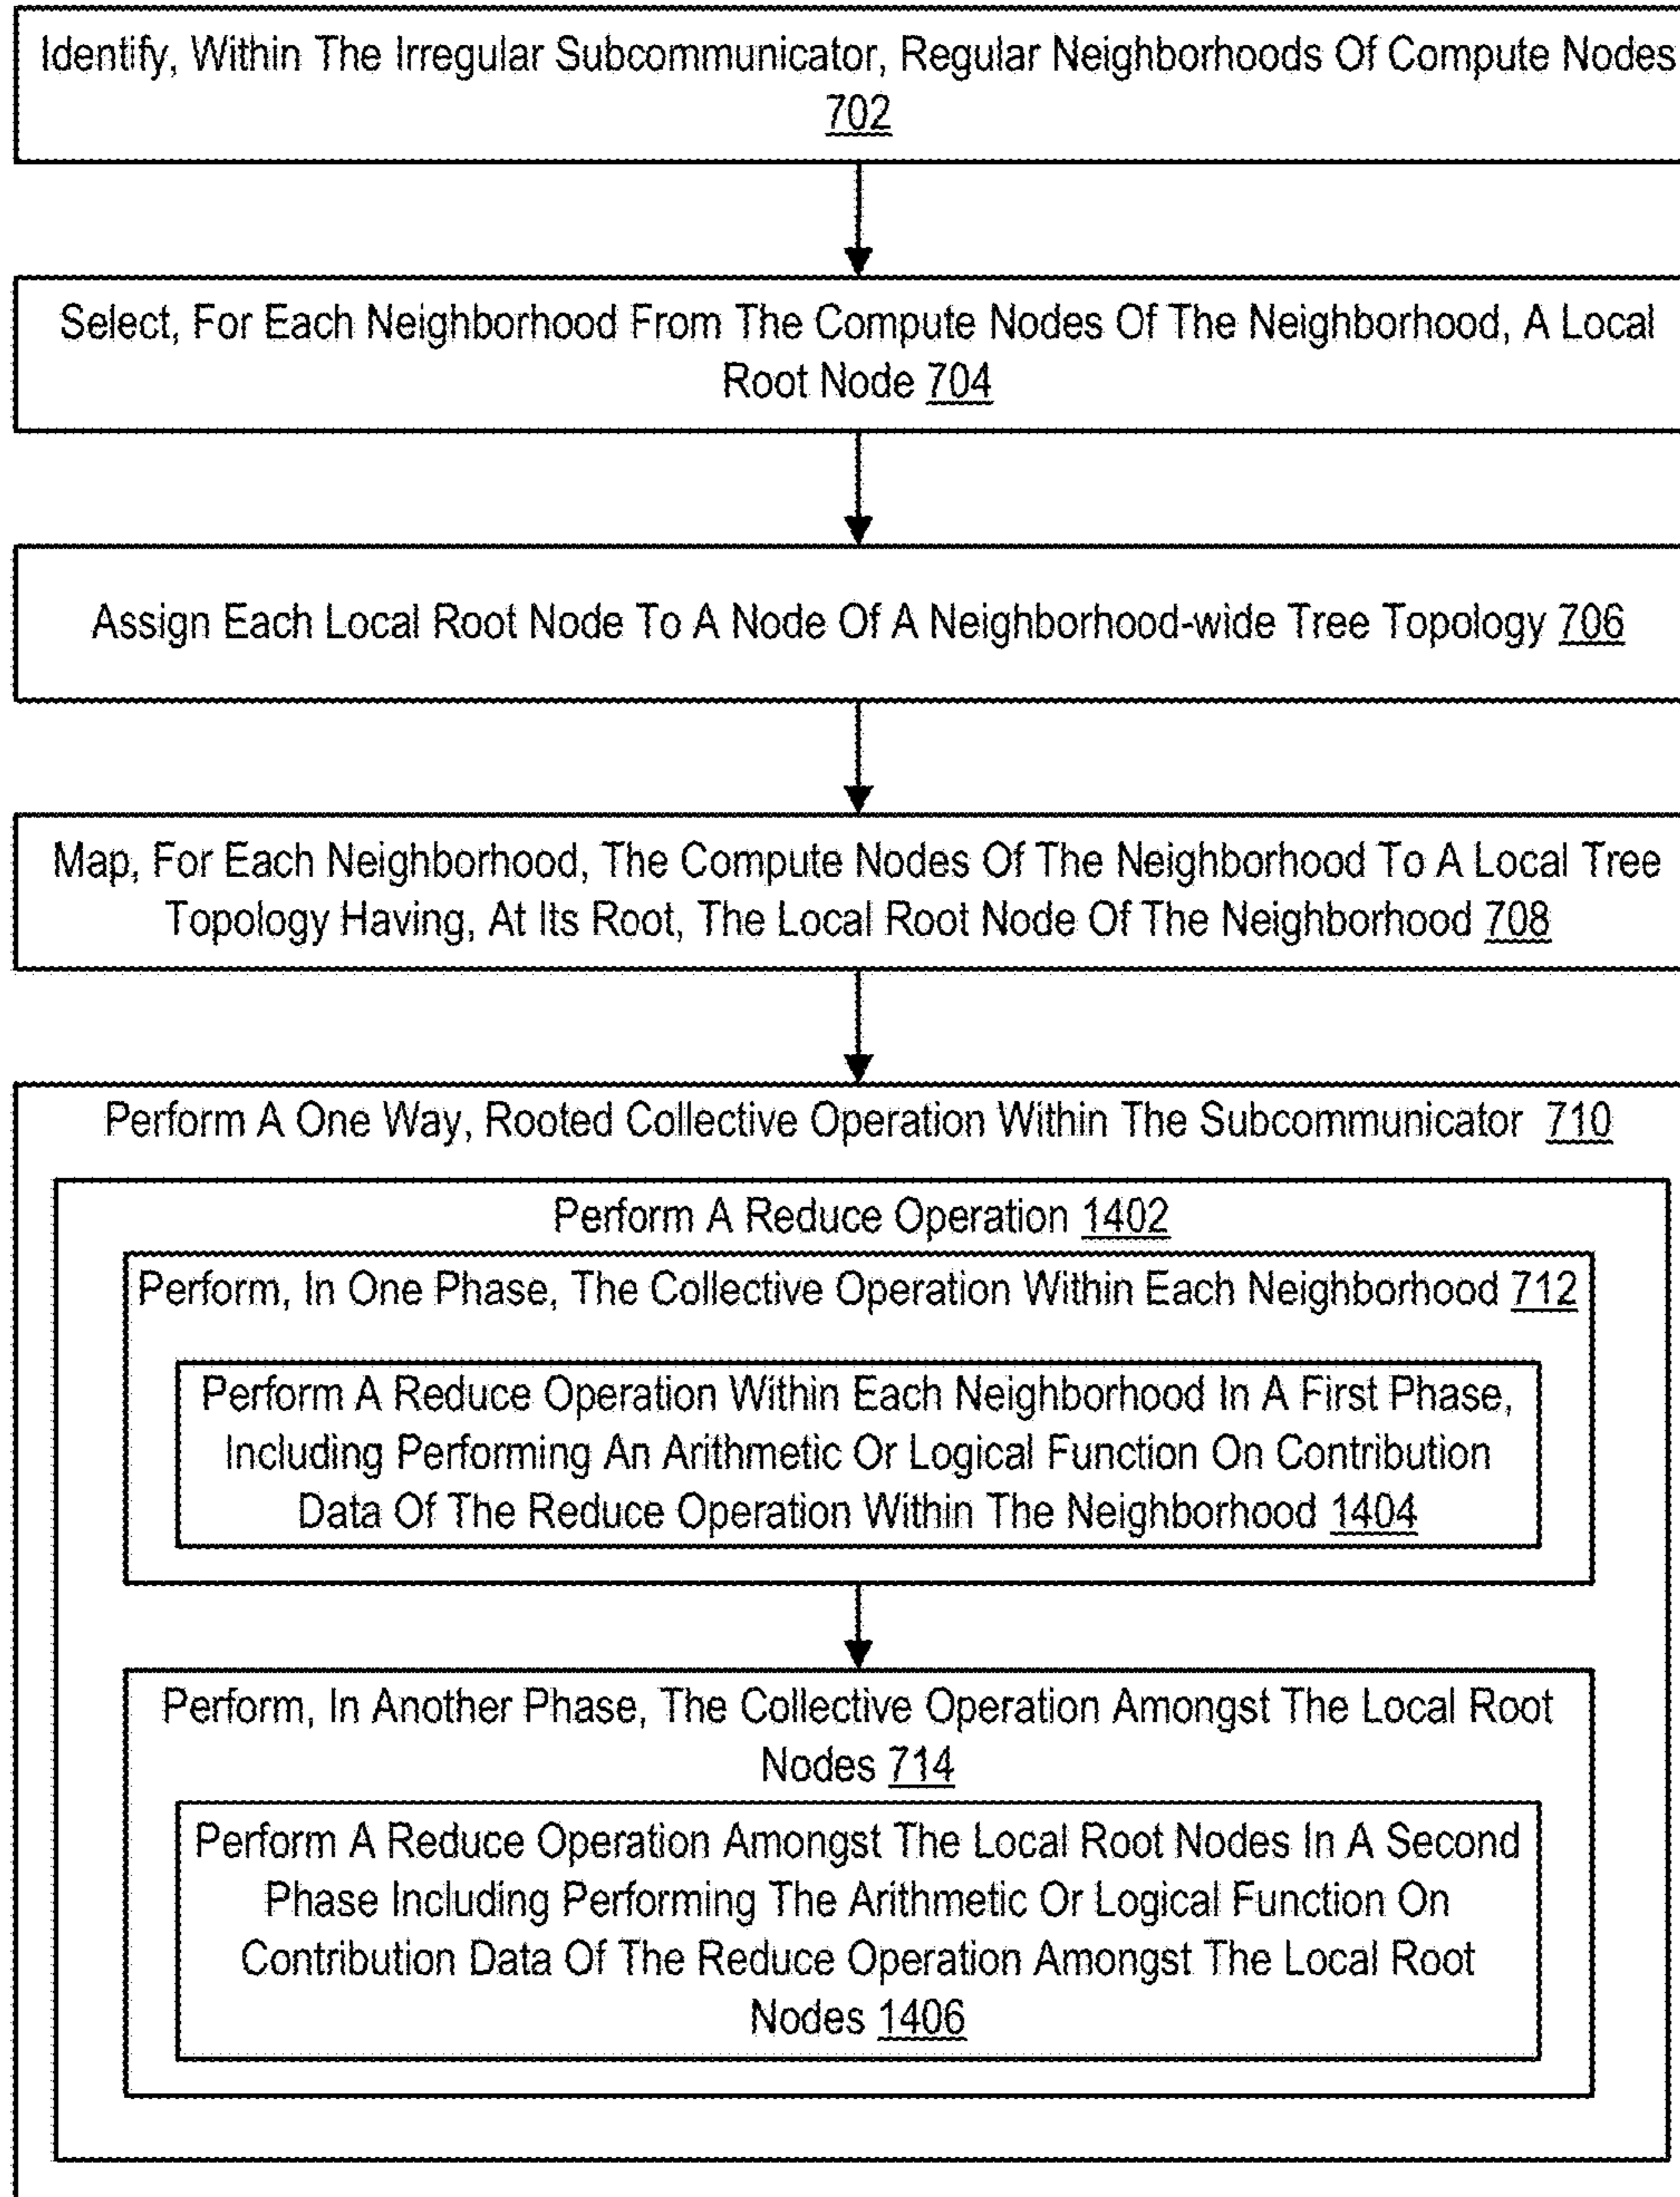 Identify, Within The Irregular Subcommunicator, Regular Neighborhoods Of Compute Nodes
702
Select, For Each Neighborhood From The Compute Nodes Of The Neighborhood, A Local
Root Node 704
Assign Each Local Root Node To A Node Of A Neighborhood-wide Tree Topology 706
Map, For Each Neighborhood, The Compute Nodes Of The Neighborhood To A Local Tree
Topology Having, At Its Root, The Local Root Node Of The Neighborhood 708
Perform A One Way, Rooted Collective Operation Within The Subcommunicator 710
Perform A Reduce Operation 1402
Perform, In One Phase, The Collective Operation Within Each Neighborhood 712
Perform A Reduce Operation Within Each Neighborhood In A First Phase,
Including Performing An Arithmetic Or Logical Function On Contribution
Data Of The Reduce Operation Within The Neighborhood 1404
Perform, In Another Phase, The Collective Operation Amongst The Local Root
Nodes 714
Perform A Reduce Operation Amongst The Local Root Nodes In A Second
Phase Including Performing The Arithmetic Or Logical Function On
Contribution Data Of The Reduce Operation Amongst The Local Root
Nodes 1406